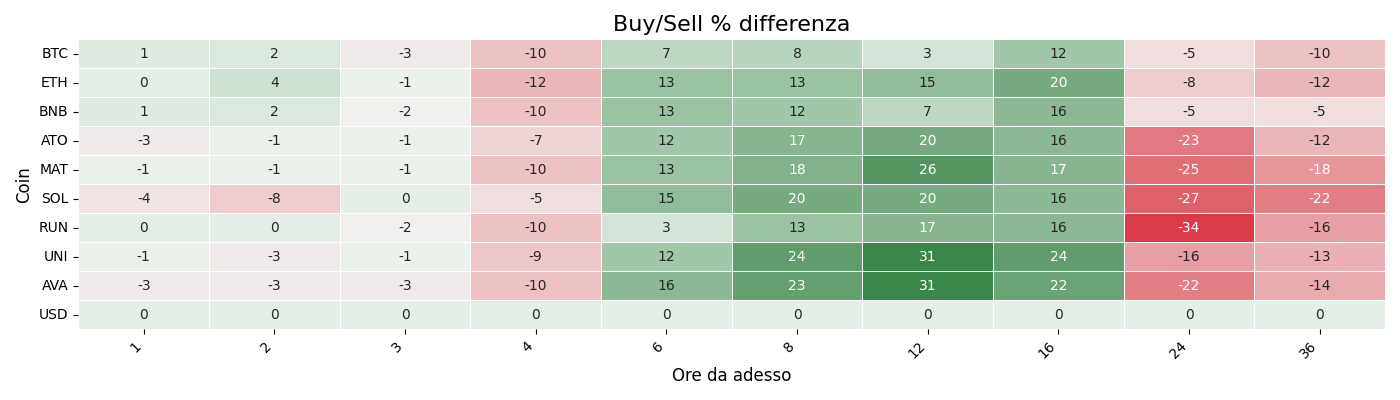 Buy/Sell % differenza
BTC 1 2 -3 -10 7 8 3 12 -5 -10
ETH 0 4 -1 -12 13 13 15 20 -8 -12
BNB 1 2 -2 -10 13 12 7 16 -5 -5
ATO -3 -1 -1 -7 12 17 20 16 -23 -12
MAT -1 -1 -1 -10 13 18 26 17 -25 -18
SOL -4 -8 0 -5 15 20 20 16 -27 -22
RUN 0 0 -2 -10 3 13 17 16 -34 -16
UNI -1 -3 -1 -9 12 24 31 24 -16 -13
AVA -3 -3 -3 -10 16 23 31 22 -22 -14
USD 0 0 0 0 0 0 0 0 0 0
1 2 3 4 6 8 12 16 24 36
Coin
Ore da adesso